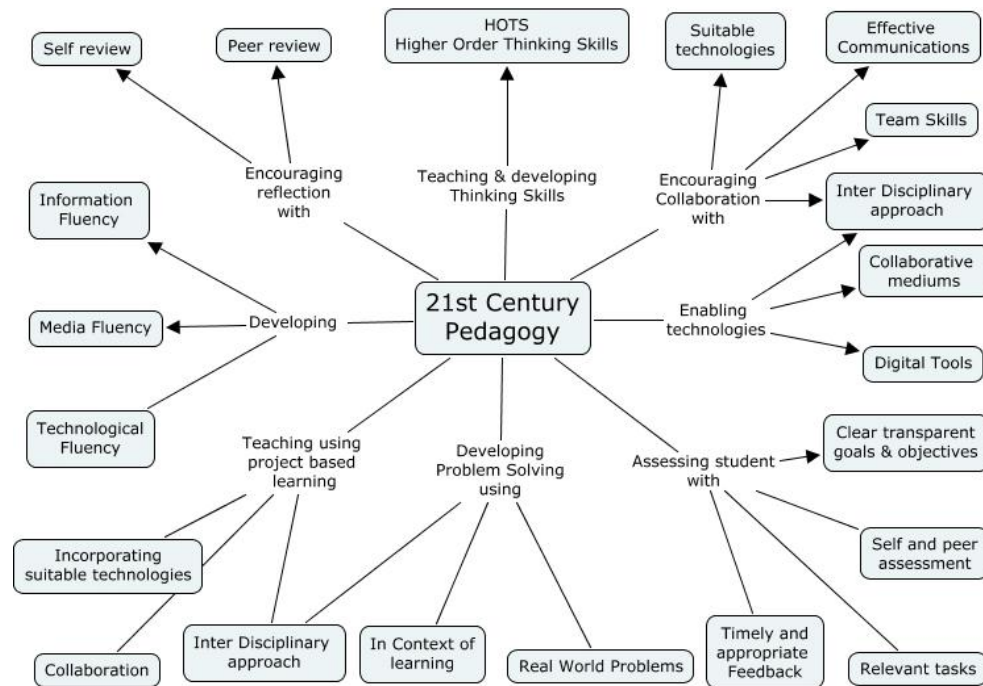 HOTS
Higher Order Thinking Skills
Suitable
technologies
Effective
Communications
Self review
Peer review
Team Skills
Encouraging
reflection
with
Teaching & developing
Thinking Skills
Encouraging
Collaboration
with
Information
Fluency
Inter Disciplinary
approach
Collaborative
mediums
21st Century
Pedagogy
Media Fluency
Developing
Enabling
technologies
Digital Tools
Technological
Fluency
Teaching using
project based
learning
Developing
Problem Solving
using
Assessing student
with
Clear transparent
goals & objectives
Incorporating
suitable technologies
Self and peer
assessment
Collaboration
Inter Disciplinary
approach
In Context of
learning
Real World Problems
Timely and
appropriate
Feedback
Relevant tasks